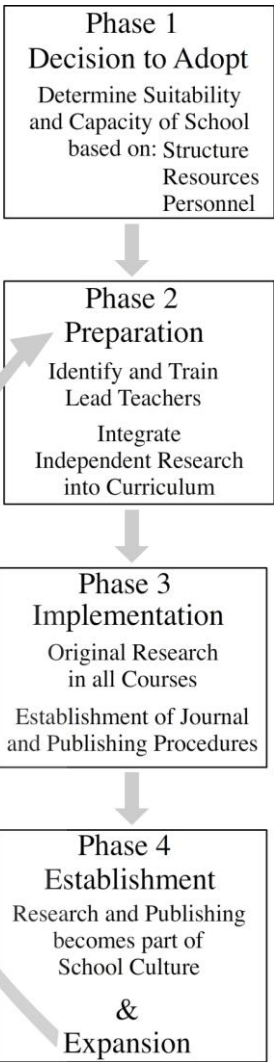 Phase 1
Decision to Adopt
Determine Suitability
and Capacity of School
based on: Structure
Resources
Personnel
Phase 2
Preparation
Identify and Train
Lead Teachers
Integrate
Independent Research
into Curriculum
Phase 3
Implementation
Original Research
in all Courses
Establishment of Journal
and Publishing Procedures
Phase 4
Establishment
Research and Publishing
becomes part of
School Culture
&
Expansion